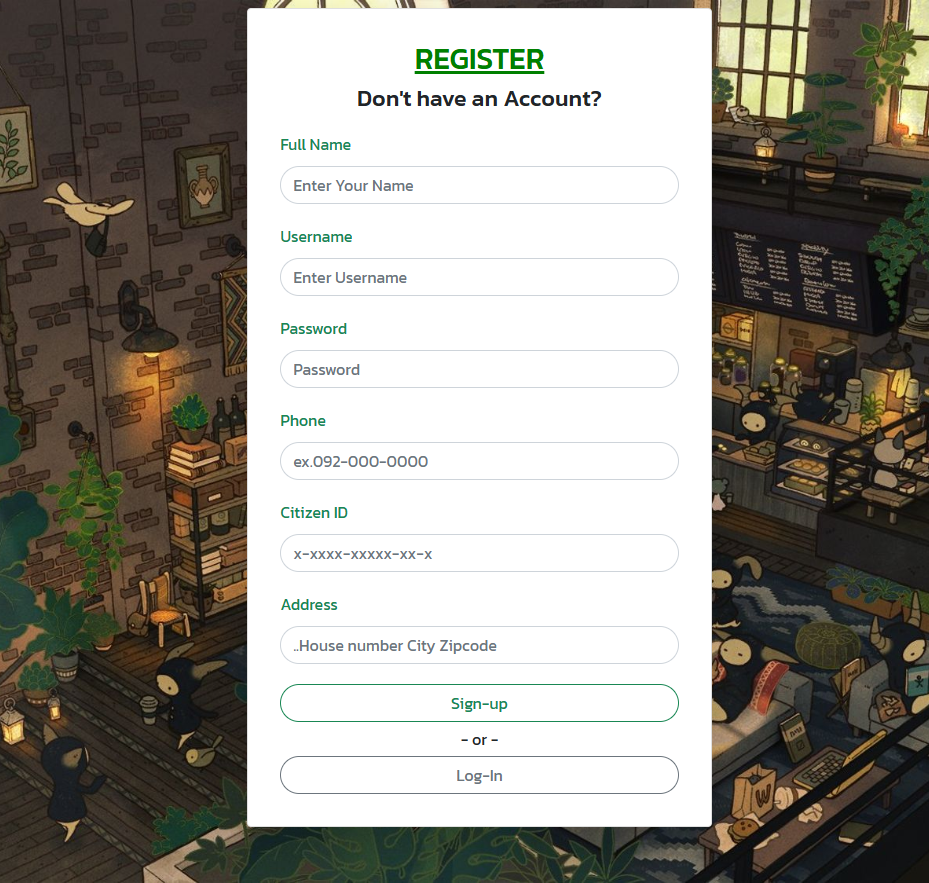 REGISTER
Don't have an Account?
Full Name
Enter Your Name
Username
Enter Username
Password
Password
Phone
ex.092-000-0000
Citizen ID
x-xxxx-xxxxx-xx-x
Address
..House number City Zipcode
Sign-up
- or -
Log-In
W